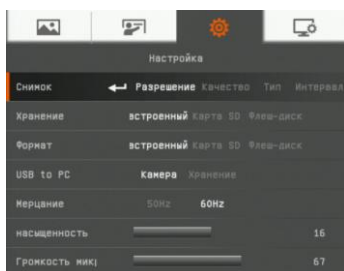 Настройка
Снимок Разрешение Качество Тип Интервал
Хранение встроенный Карта SD Флеш-диск
Формат встроенный Карта SD Флеш-диск
USB to PC Камера Хранение
Мерцание 50Hz 60Hz
насыщенность 16
Громкость мик 67